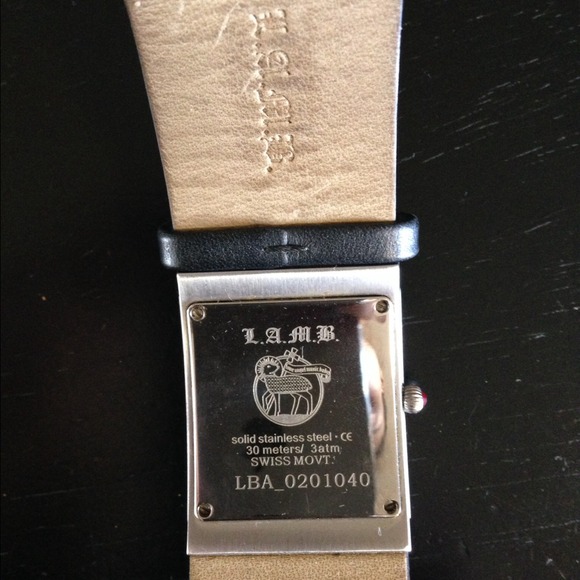 L.A.M.B.
L.A.M.B.
solid stainless steel · CE
30 meters/ 3atm
SWISS MOVT.
LBA_0201040